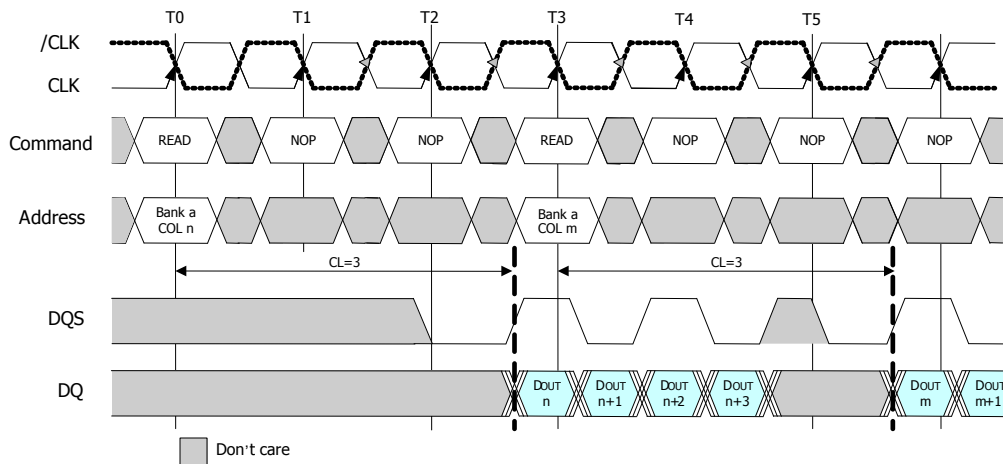 T0 T1 T2 T3 T4 T5
/CLK
CLK
Command READ NOP NOP READ NOP NOP NOP
Address Bank a COL n Bank a COL m
CL=3 CL=3
DQS
DQ DOUT n DOUT n+1 DOUT n+2 DOUT n+3 DOUT m DOUT m+1
Don't care